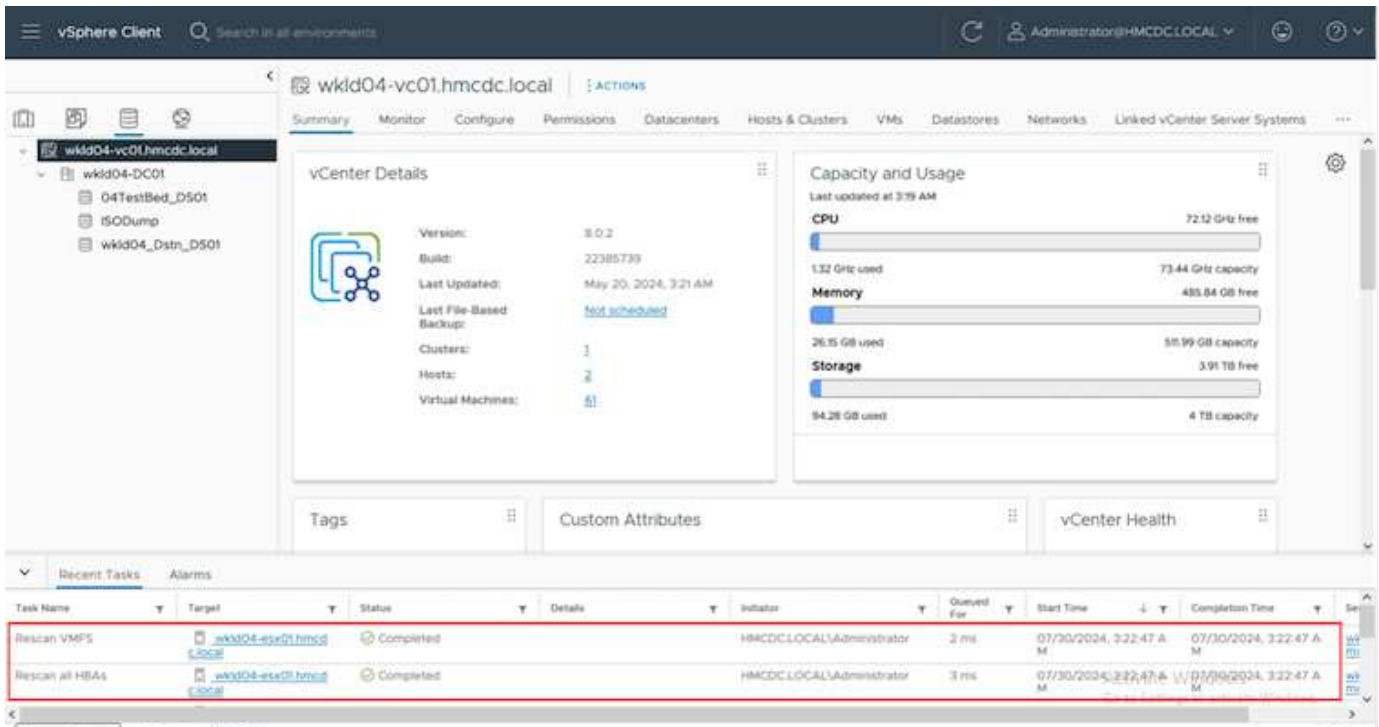 vSphere Client
Search in all environments
Administrator@HMCDC.LOCAL
wkld04-vc01.hmcdc.local
ACTIONS
Summary Monitor Configure Permissions Datacenters Hosts & Clusters VMs Datastores Networks Linked vCenter Server Systems ...
wkld04-vc01.hmcdc.local
wkld04-DC01
04TestBed_DS01
ISODump
wkld04_Dstn_DS01
vCenter Details
Version: 8.0.2
Build: 22385739
Last Updated: May 20, 2024, 3:21 AM
Last File-Based
Backup:
Not scheduled
Clusters: 1
Hosts: 2
Virtual Machines: 61
Capacity and Usage
Last updated at 3:19 AM
CPU 72.12 GHz free
1.32 GHz used 73.44 GHz capacity
Memory 485.84 GB free
26.15 GB used 511.99 GB capacity
Storage 3.91 TB free
94.28 GB used 4 TB capacity
Tags
Custom Attributes
vCenter Health
Recent Tasks Alarms
Task Name Target Status Details Initiator Queued For Start Time Completion Time
Rescan VMFS wkld04-esx01.hmcd Completed HMCDC.LOCAL\Administrator 2 ms 07/30/2024, 3:22:47 A 07/30/2024, 3:22:47 A
c.local M M
Rescan all HBAs wkld04-esx01.hmcd Completed HMCDC.LOCAL\Administrator 3 ms 07/30/2024, 3:22:47 A 07/30/2024, 3:22:47 A
c.local M M